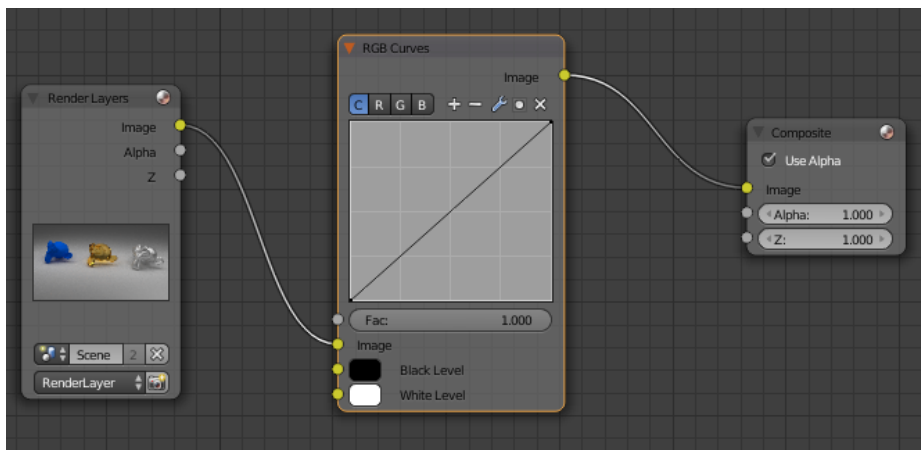 Render Layers
Image
Alpha
Z
Scene
2
RenderLayer
RGB Curves
Image
C R G B
Fac: 1.000
Image
Black Level
White Level
Composite
Use Alpha
Image
Alpha: 1.000
Z: 1.000